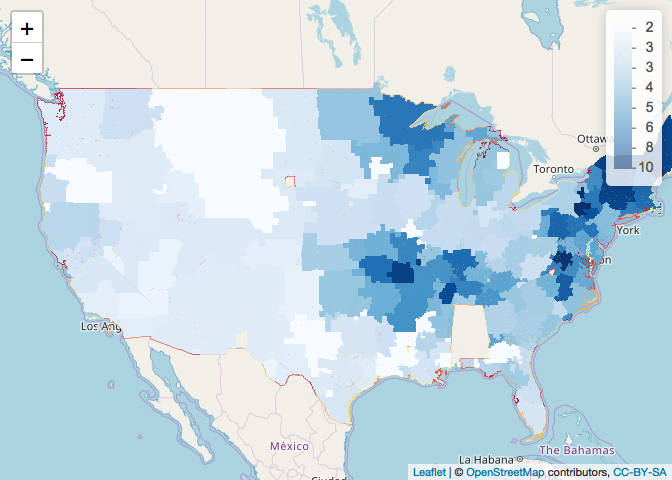 +
−
2
3
3
4
5
6
8
10
Ottawa
Toronto
York
on
Los Ang
México
La Habana
The Bahamas
Ciudad
Leaflet | © OpenStreetMap contributors, CC-BY-SA